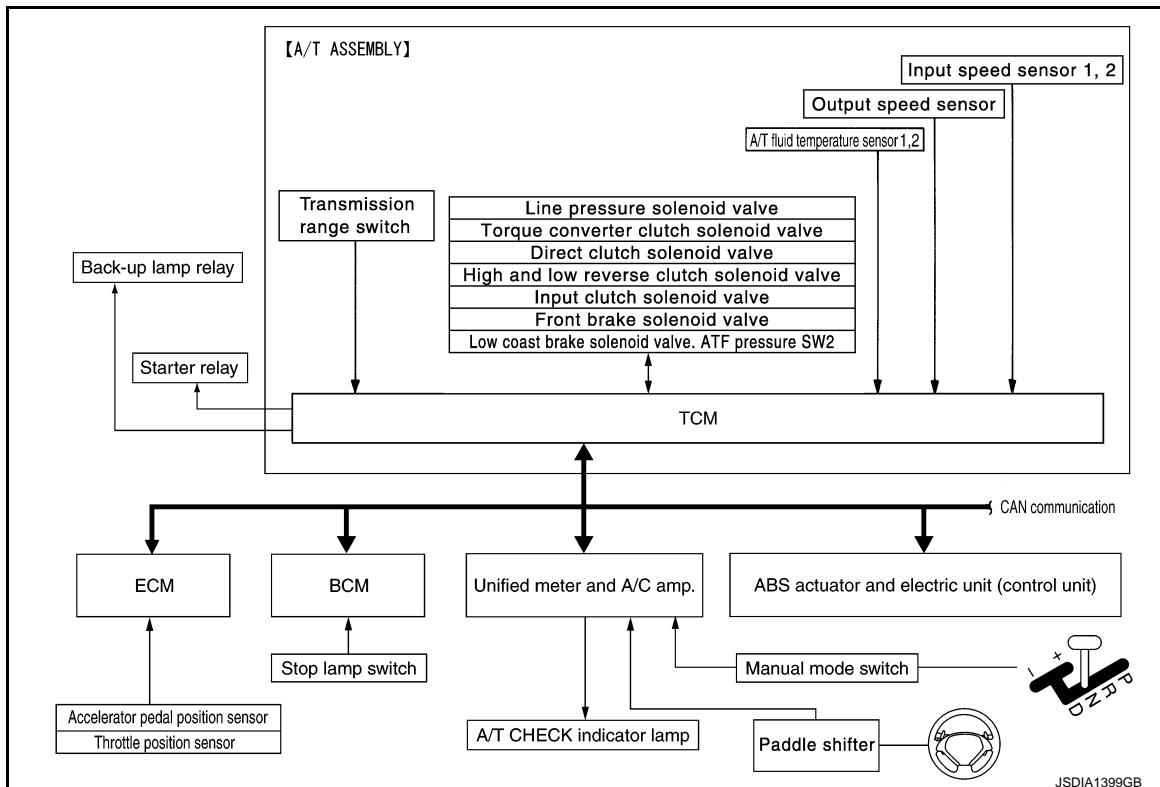 【A/T ASSEMBLY】
Input speed sensor 1, 2
Output speed sensor
A/T fluid temperature sensor 1,2
Transmission
range switch
Line pressure solenoid valve
Torque converter clutch solenoid valve
Direct clutch solenoid valve
High and low reverse clutch solenoid valve
Input clutch solenoid valve
Front brake solenoid valve
Low coast brake solenoid valve. ATF pressure SW2
Back-up lamp relay
Starter relay
TCM
CAN communication
ECM
BCM
Unified meter and A/C amp.
ABS actuator and electric unit (control unit)
Stop lamp switch
Manual mode switch
+
−
P
R
N
D
Accelerator pedal position sensor
Throttle position sensor
A/T CHECK indicator lamp
Paddle shifter
JSDIA1399GB